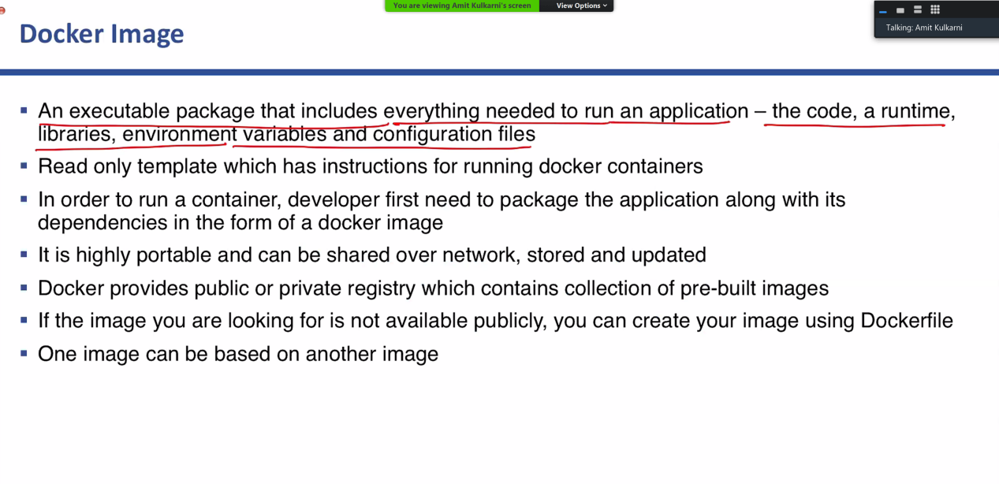 You are viewing Amit Kulkarni's screen
View Options
Talking: Amit Kulkarni
Docker Image
An executable package that includes everything needed to run an application – the code, a runtime,
libraries, environment variables and configuration files
Read only template which has instructions for running docker containers
In order to run a container, developer first need to package the application along with its
dependencies in the form of a docker image
It is highly portable and can be shared over network, stored and updated
Docker provides public or private registry which contains collection of pre-built images
If the image you are looking for is not available publicly, you can create your image using Dockerfile
One image can be based on another image